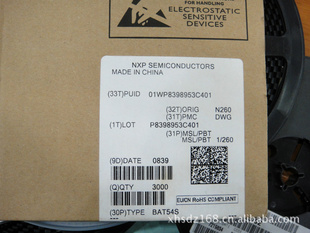 FOR HANDLING
ELECTROSTATIC
SENSITIVE
DEVICES
NXP SEMICONDUCTORS
MADE IN CHINA
(33T)PUID 01WP8398953C401
(32T)ORIG N260
(31T)PMC DWG
(1T)LOT P8398953C401
(31P)MSL/PBT
MSL/PBT 1/260
(9D)DATE 0839
(Q)QTY 3000
EU/CN RoHS COMPLIANT
(30P)TYPE BAT54S
xhsdz168.cn.alibaba.com